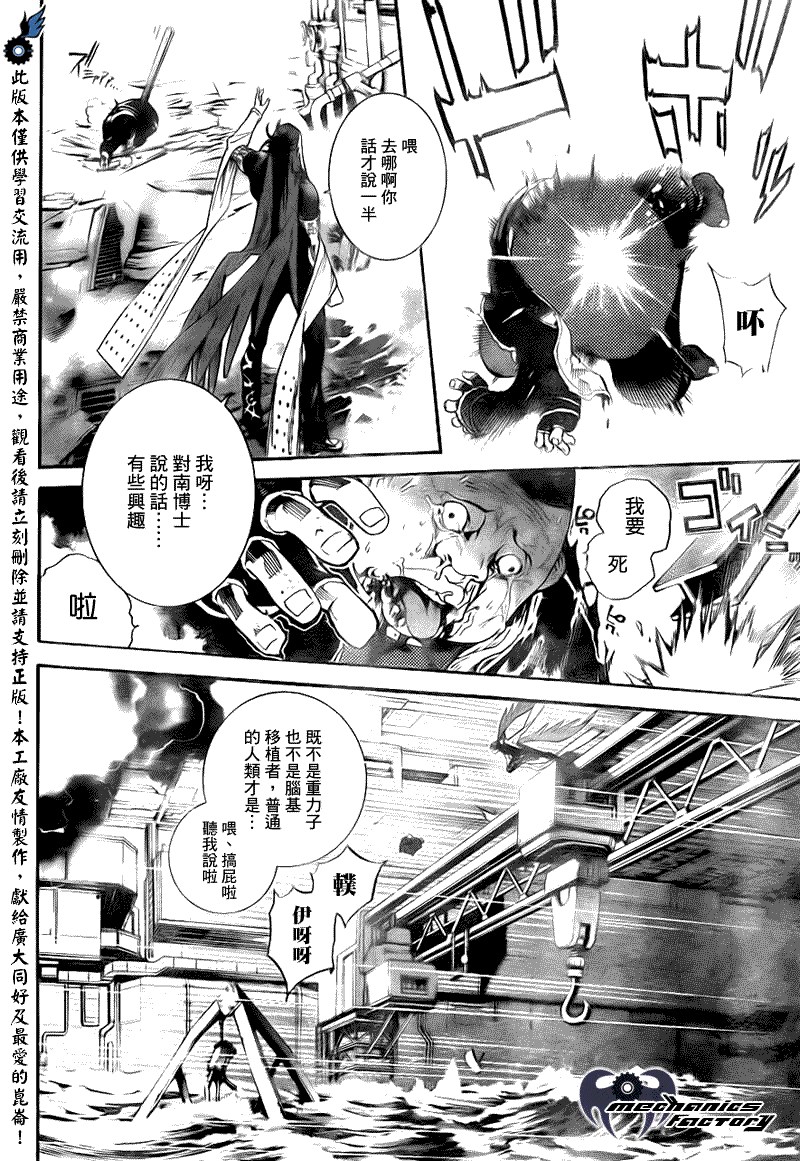 呸
喂
去哪啊你
話才說一半
我要
死
我呀…
對南博士
說的話……
有些興趣
啦
既不是重力子
也不是腦基
移植者，普通
的人類才是…
喂、搞屁啦
聽我說啦
轐
伊呀呀
此版本僅供學習交流用，嚴禁商業用途，觀看後請立刻刪除並請支持正版！本工廠友情製作，獻給廣大同好及最愛的崑崙！
mechanics
factory